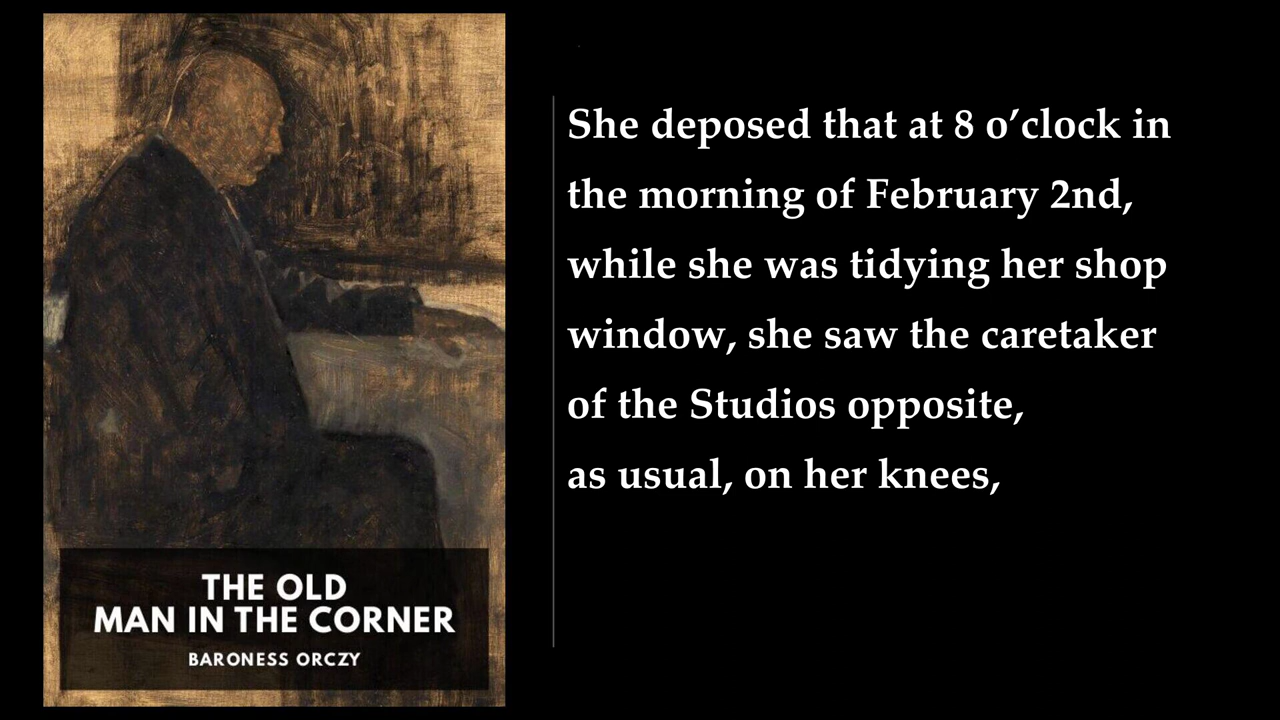 THE OLD
MAN IN THE CORNER
BARONESS ORCZY
She deposed that at 8 o’clock in
the morning of February 2nd,
while she was tidying her shop
window, she saw the caretaker
of the Studios opposite,
as usual, on her knees,